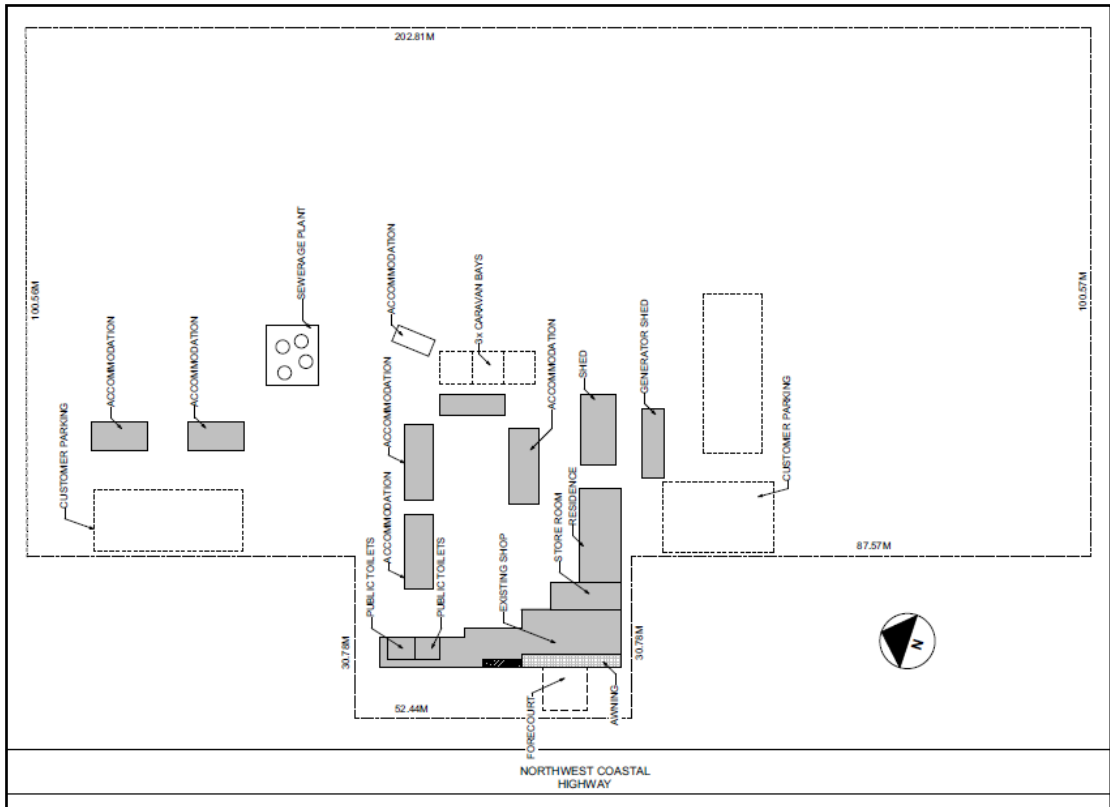 202.81M
100.56M
100.57M
SEWERAGE PLANT
ACCOMMODATION
6x CARAVAN BAYS
ACCOMMODATION
ACCOMMODATION
ACCOMMODATION
SHED
GENERATOR SHED
CUSTOMER PARKING
ACCOMMODATION
ACCOMMODATION
CUSTOMER PARKING
ACCOMMODATION
PUBLIC TOILETS
PUBLIC TOILETS
EXISTING SHOP
STORE ROOM
RESIDENCE
87.57M
30.78M
30.78M
N
52.44M
FORECOURT
AWNING
NORTHWEST COASTAL
HIGHWAY